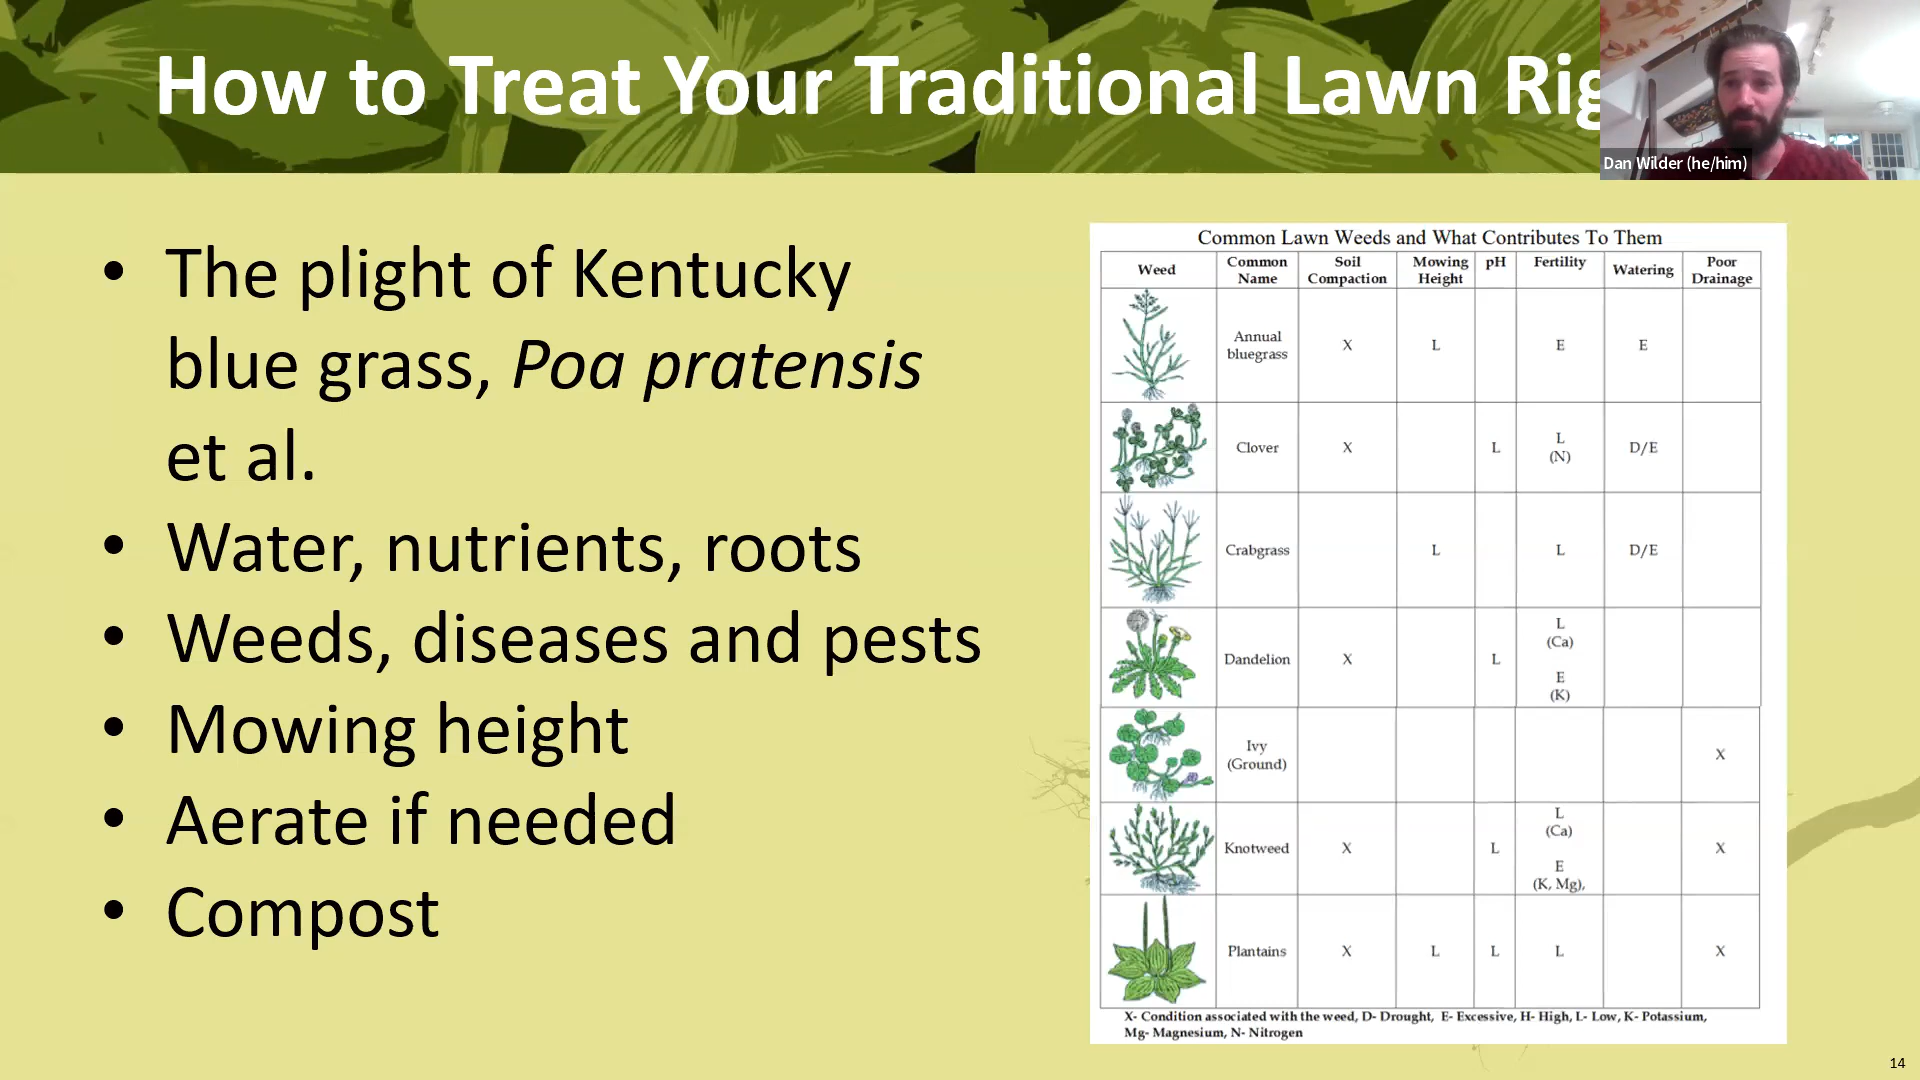 How to Treat Your Traditional Lawn Rig
Dan Wilder (he/him)
• The plight of Kentucky
blue grass, Poa pratensis
et al.
• Water, nutrients, roots
• Weeds, diseases and pests
• Mowing height
• Aerate if needed
• Compost
Common Lawn Weeds and What Contributes To Them
Weed Common Name Soil Compaction Mowing Height pH Fertility Watering Poor Drainage
Annual bluegrass X L E E
Clover X L L (N) D/E
Crabgrass L L D/E
Dandelion X L L (Ca) E (K)
Ivy (Ground) X
Knotweed X L L (Ca) E (K, Mg), X
Plantains X L L L X
X- Condition associated with the weed, D- Drought, E- Excessive, H- High, L- Low, K- Potassium,
Mg- Magnesium, N- Nitrogen
14